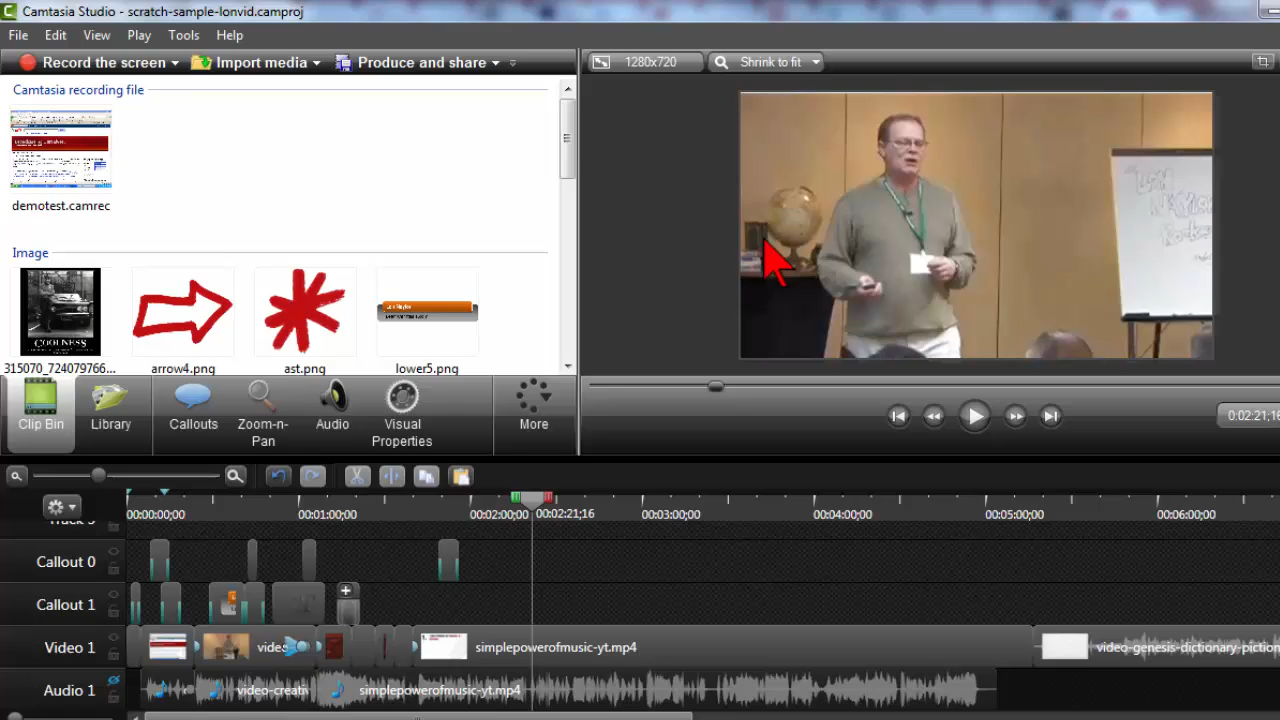 Camtasia Studio - scratch-sample-lonvid.camproj
File Edit View Play Tools Help
Record the screen Import media Produce and share
1280x720 Shrink to fit
Camtasia recording file
demotest.camrec
Image
COOLNESS
315070_724079766... arrow4.png ast.png lower5.png
Clip Bin Library Callouts Zoom-n-Pan Audio Visual Properties More
0:02:21;16
00:00:00;00 00:01:00;00 00:02:00;00 00:02:21;16 00:03:00;00 00:04:00;00 00:05:00;00 00:06:00;00
Callout 0
Callout 1
Video 1 simplepowerofmusic-yt.mp4 video-genesis-dictionary-piction
Audio 1 video-creatin simplepowerofmusic-yt.mp4